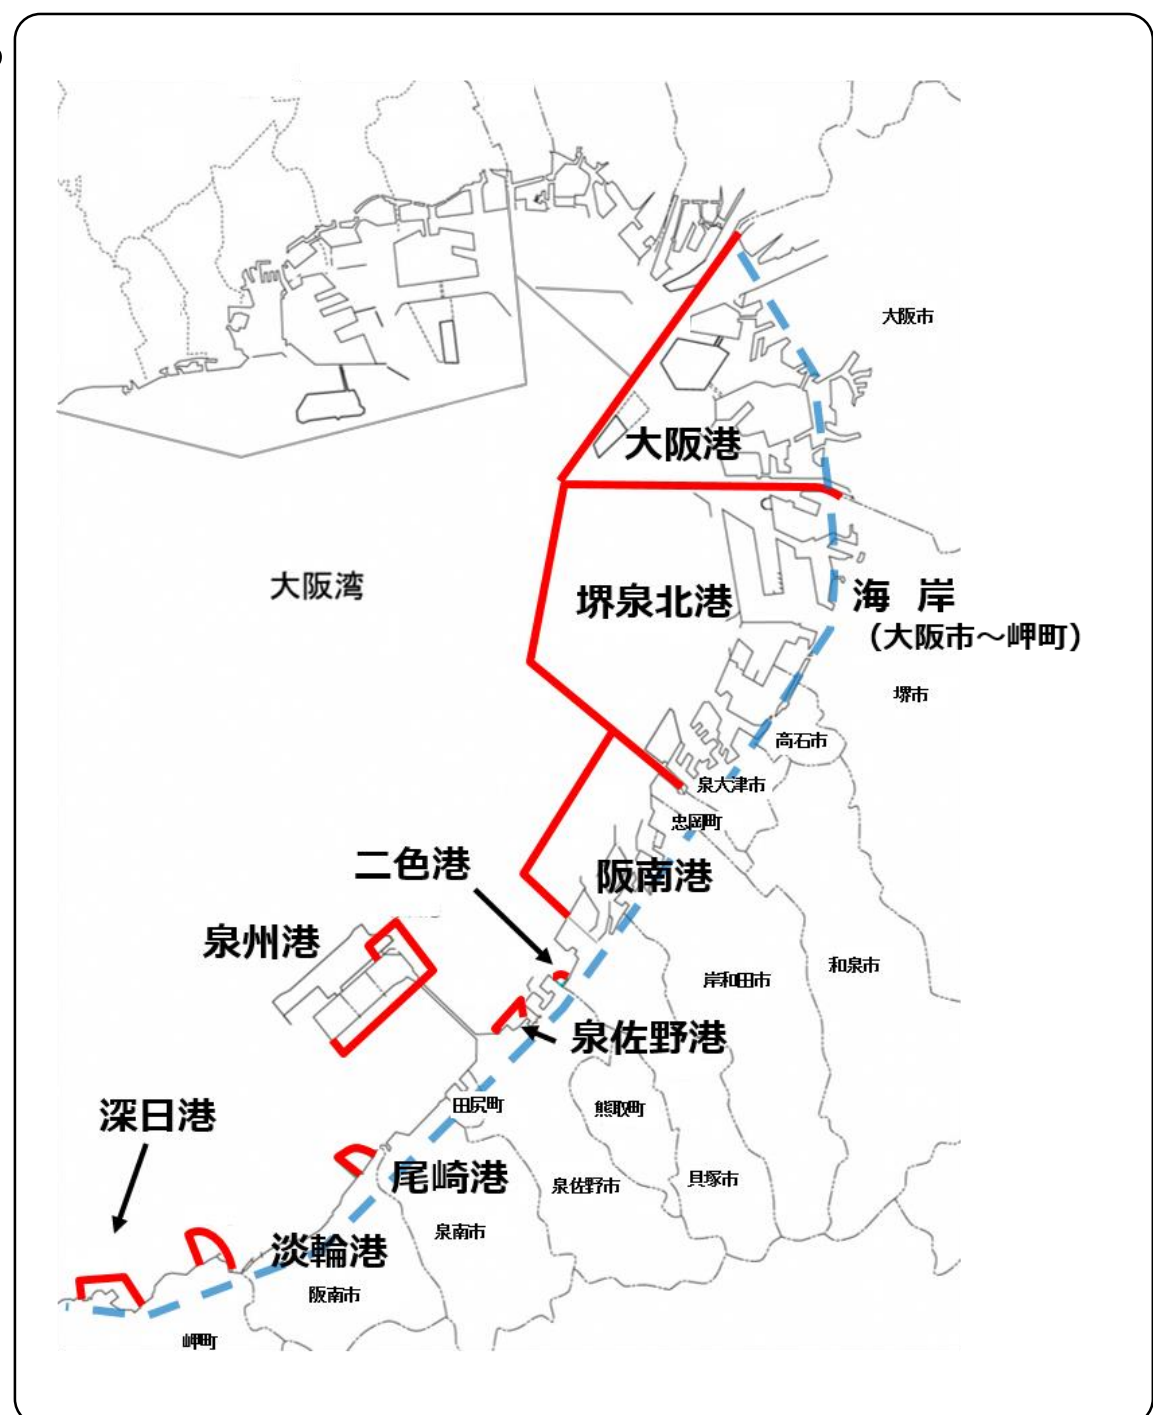 大阪市
大阪港
大阪湾
堺泉北港
海 岸
（大阪市～岬町）
堺市
高石市
泉大津市
忠岡町
二色港
阪南港
泉州港
岸和田市
和泉市
泉佐野港
田尻町
熊取町
深日港
尾崎港
泉佐野市
貝塚市
泉南市
淡輪港
阪南市
岬町